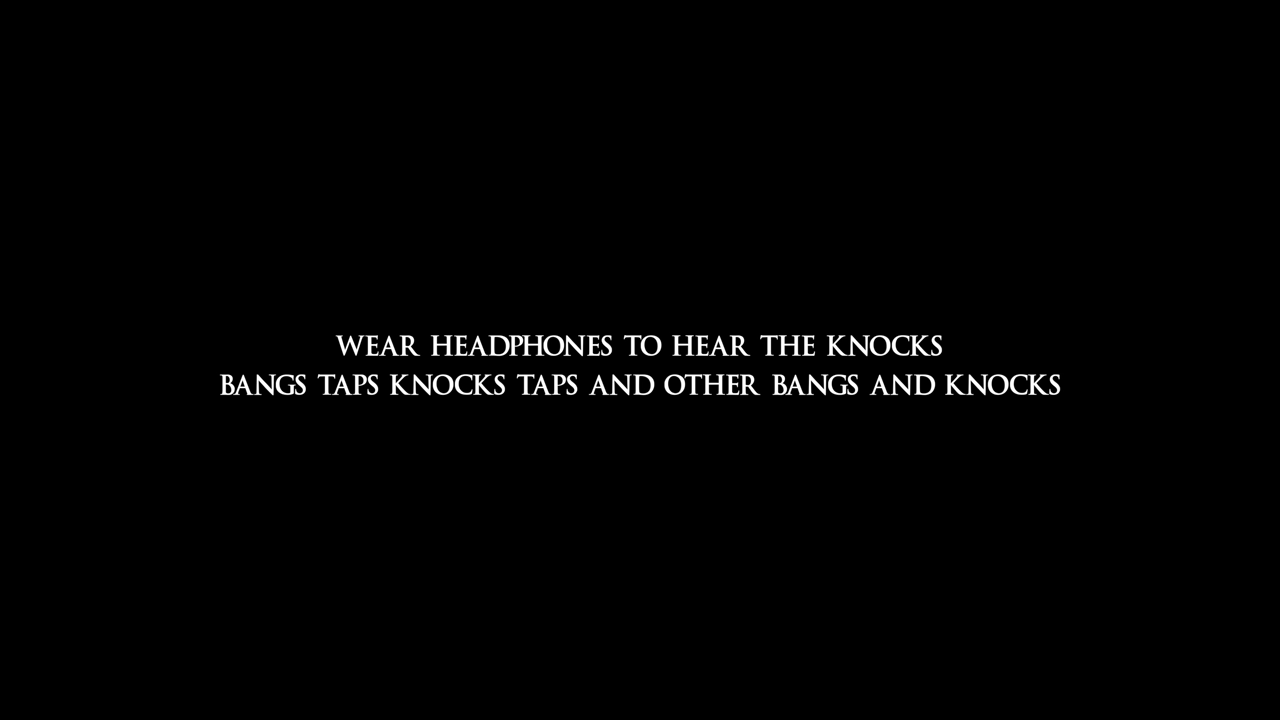 WEAR HEADPHONES TO HEAR THE KNOCKS
BANGS TAPS KNOCKS TAPS AND OTHER BANGS AND KNOCKS